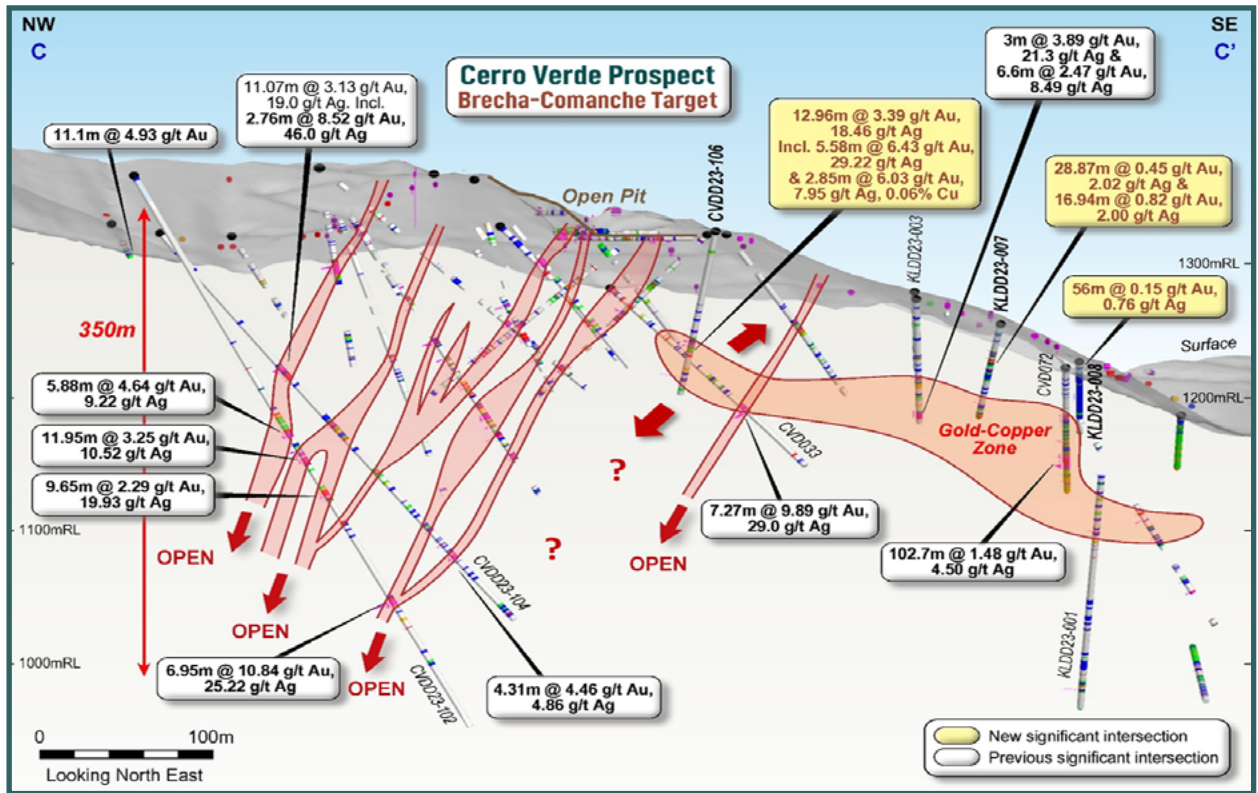 NW
C
SE
C'
Cerro Verde Prospect
Brecha-Comanche Target
11.1m @ 4.93 g/t Au
11.07m @ 3.13 g/t Au,
19.0 g/t Ag. Incl.
2.76m @ 8.52 g/t Au,
46.0 g/t Ag
12.96m @ 3.39 g/t Au,
18.46 g/t Ag
Incl. 5.58m @ 6.43 g/t Au,
29.22 g/t Ag
& 2.85m @ 6.03 g/t Au,
7.95 g/t Ag, 0.06% Cu
3m @ 3.89 g/t Au,
21.3 g/t Ag &
6.6m @ 2.47 g/t Au,
8.49 g/t Ag
28.87m @ 0.45 g/t Au,
2.02 g/t Ag &
16.94m @ 0.82 g/t Au,
2.00 g/t Ag
56m @ 0.15 g/t Au,
0.76 g/t Ag
Open Pit
CVDD23-106
KLDD23-003
KLDD23-007
CVD072
KLDD23-008
1300mRL
Surface
1200mRL
350m
5.88m @ 4.64 g/t Au,
9.22 g/t Ag
11.95m @ 3.25 g/t Au,
10.52 g/t Ag
9.65m @ 2.29 g/t Au,
19.93 g/t Ag
Gold-Copper
Zone
CVD033
?
?
7.27m @ 9.89 g/t Au,
29.0 g/t Ag
102.7m @ 1.48 g/t Au,
4.50 g/t Ag
1100mRL
OPEN
OPEN
OPEN
OPEN
CVDD23-104
KLDD23-001
1000mRL
6.95m @ 10.84 g/t Au,
25.22 g/t Ag
CVDD23-102
4.31m @ 4.46 g/t Au,
4.86 g/t Ag
0 100m
Looking North East
New significant intersection
Previous significant intersection